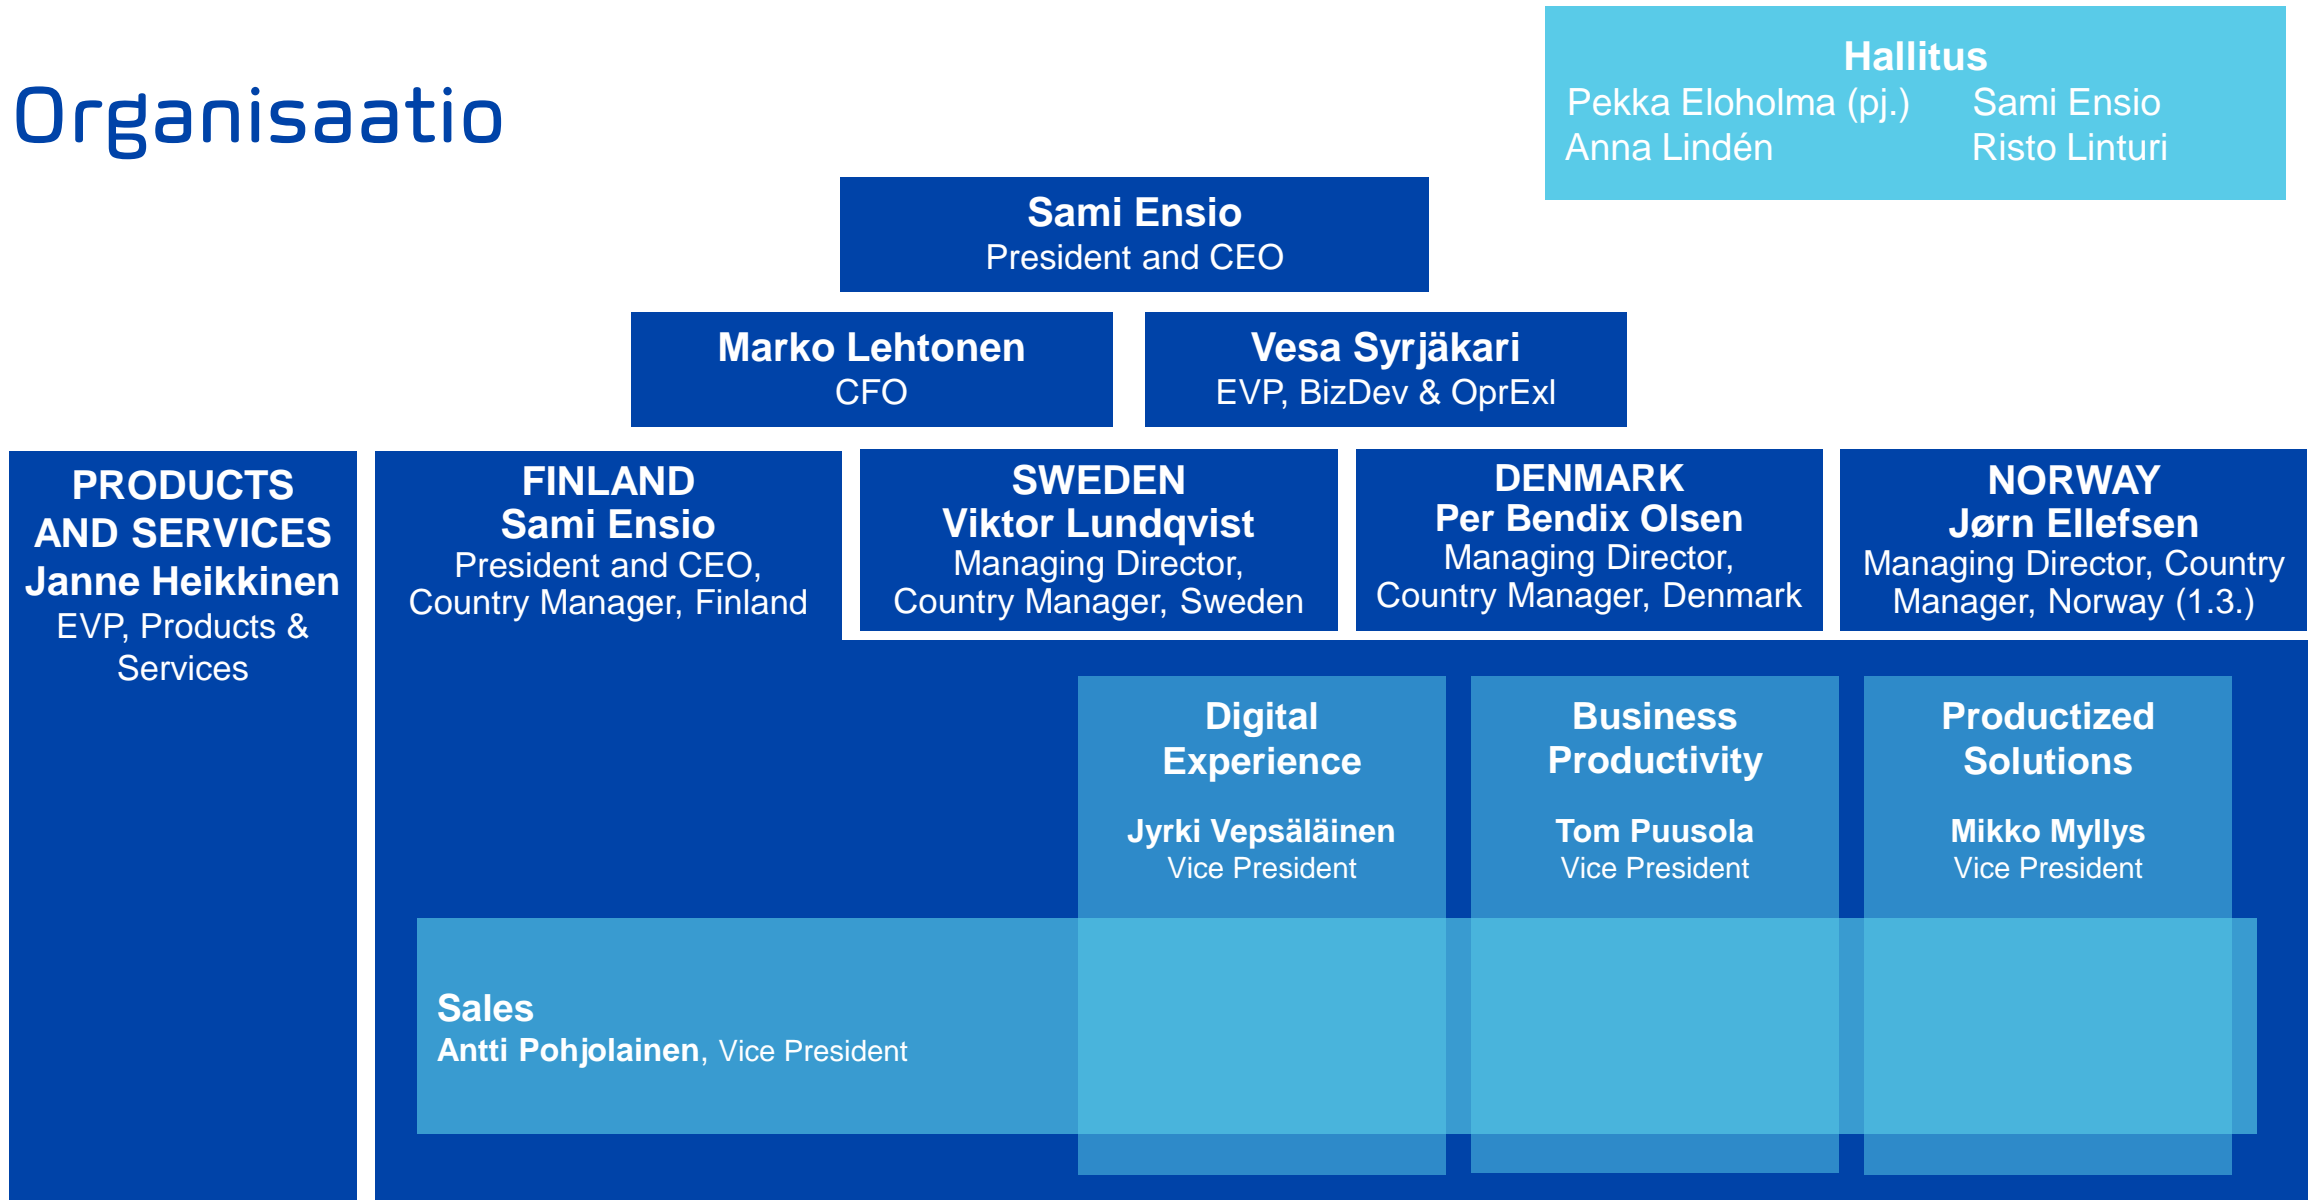 Organisaatio
Hallitus
Pekka Eloholma (pj.) Sami Ensio
Anna Lindén Risto Linturi
Sami Ensio
President and CEO
Marko Lehtonen
CFO
Vesa Syrjäkari
EVP, BizDev & OprExl
PRODUCTS
AND SERVICES
Janne Heikkinen
EVP, Products &
Services
FINLAND
Sami Ensio
President and CEO,
Country Manager, Finland
SWEDEN
Viktor Lundqvist
Managing Director,
Country Manager, Sweden
DENMARK
Per Bendix Olsen
Managing Director,
Country Manager, Denmark
NORWAY
Jørn Ellefsen
Managing Director, Country
Manager, Norway (1.3.)
Digital
Experience
Jyrki Vepsäläinen
Vice President
Business
Productivity
Tom Puusola
Vice President
Productized
Solutions
Mikko Myllys
Vice President
Sales
Antti Pohjolainen, Vice President